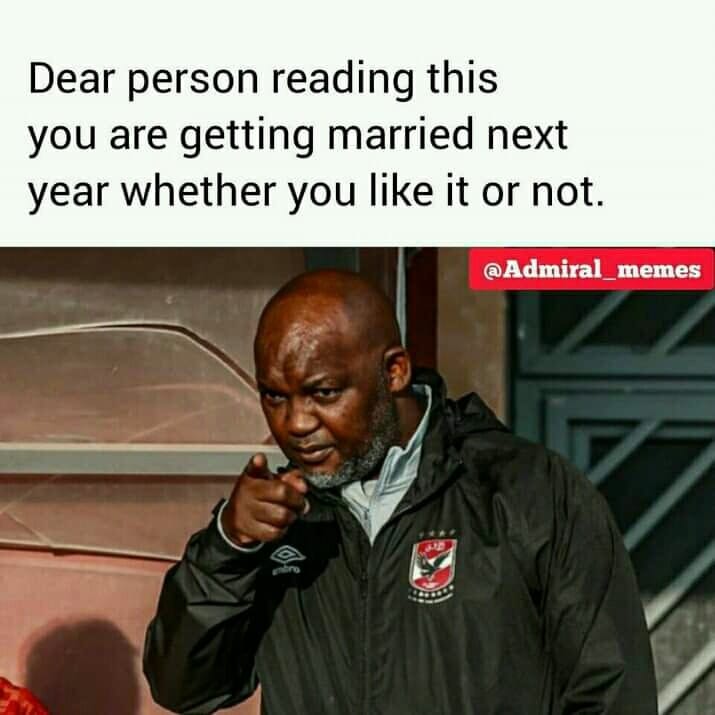 Dear person reading this
you are getting married next
year whether you like it or not.
@Admiral_memes
umbro